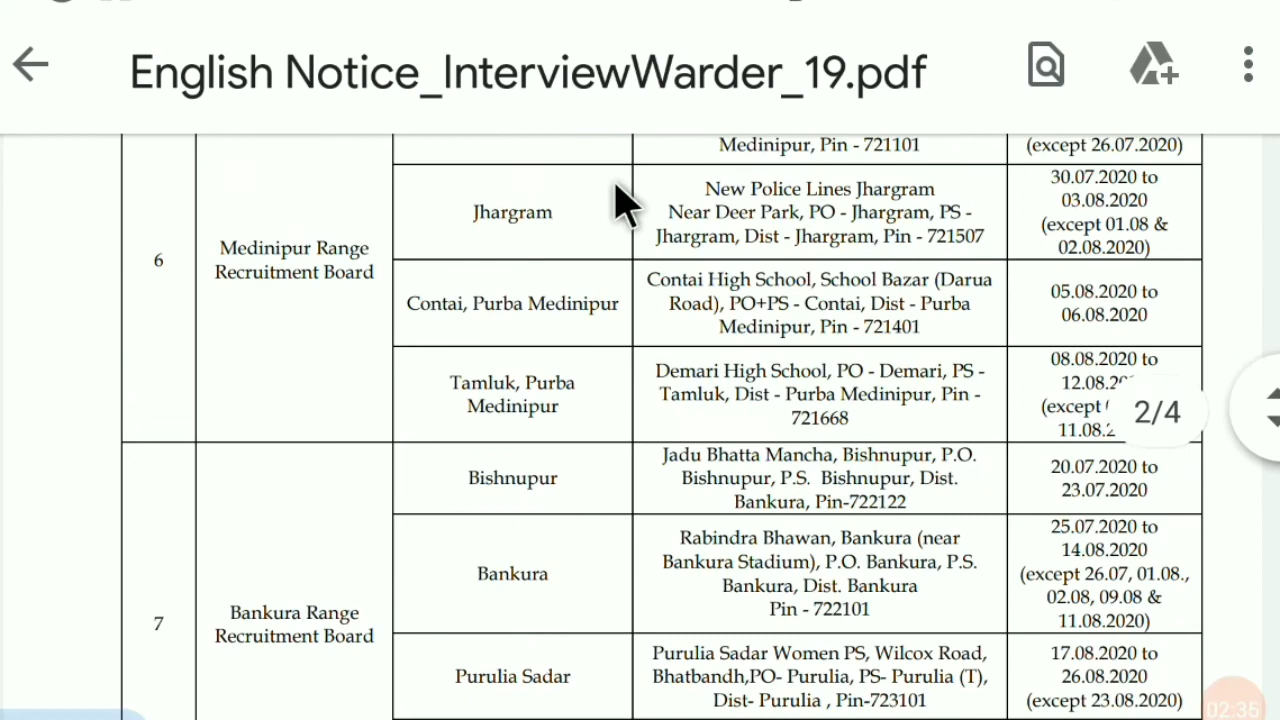 English Notice_InterviewWarder_19.pdf
Medinipur, Pin - 721101
(except 26.07.2020)
6
Medinipur Range
Recruitment Board
Jhargram
New Police Lines Jhargram
Near Deer Park, PO - Jhargram, PS -
Jhargram, Dist - Jhargram, Pin - 721507
30.07.2020 to
03.08.2020
(except 01.08 &
02.08.2020)
Contai, Purba Medinipur
Contai High School, School Bazar (Darua
Road), PO+PS - Contai, Dist - Purba
Medinipur, Pin - 721401
05.08.2020 to
06.08.2020
Tamluk, Purba
Medinipur
Demari High School, PO - Demari, PS -
Tamluk, Dist - Purba Medinipur, Pin -
721668
08.08.2020 to
12.08.2
(except
11.08.2
2/4
7
Bankura Range
Recruitment Board
Bishnupur
Jadu Bhatta Mancha, Bishnupur, P.O.
Bishnupur, P.S. Bishnupur, Dist.
Bankura, Pin-722122
20.07.2020 to
23.07.2020
Bankura
Rabindra Bhawan, Bankura (near
Bankura Stadium), P.O. Bankura, P.S.
Bankura, Dist. Bankura
Pin - 722101
25.07.2020 to
14.08.2020
(except 26.07, 01.08.,
02.08, 09.08 &
11.08.2020)
Purulia Sadar
Purulia Sadar Women PS, Wilcox Road,
Bhatbandh,PO- Purulia, PS- Purulia (T),
Dist- Purulia , Pin-723101
17.08.2020 to
26.08.2020
(except 23.08.2020)
02:35